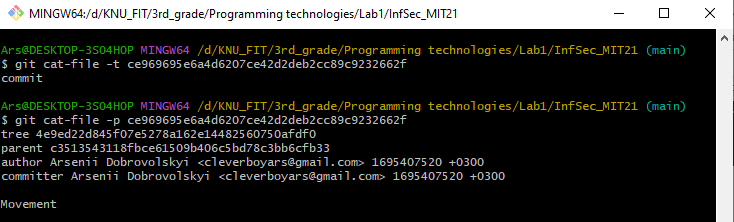 MINGW64:/d/KNU_FIT/3rd_grade/Programming technologies/Lab1/InfSec_MIT21
Ars@DESKTOP-3SO4HOP MINGW64 /d/KNU_FIT/3rd_grade/Programming technologies/Lab1/InfSec_MIT21 (main)
$ git cat-file -t ce969695e6a4d6207ce42d2deb2cc89c9232662f
commit
Ars@DESKTOP-3SO4HOP MINGW64 /d/KNU_FIT/3rd_grade/Programming technologies/Lab1/InfSec_MIT21 (main)
$ git cat-file -p ce969695e6a4d6207ce42d2deb2cc89c9232662f
tree 4e9ed22d845f07e5278a162e14482560750afdf0
parent c3513543118fbce61509b406c5bd78c3bb6cfb33
author Arsenii Dobrovolskyi <cleverboyars@gmail.com> 1695407520 +0300
committer Arsenii Dobrovolskyi <cleverboyars@gmail.com> 1695407520 +0300
Movement